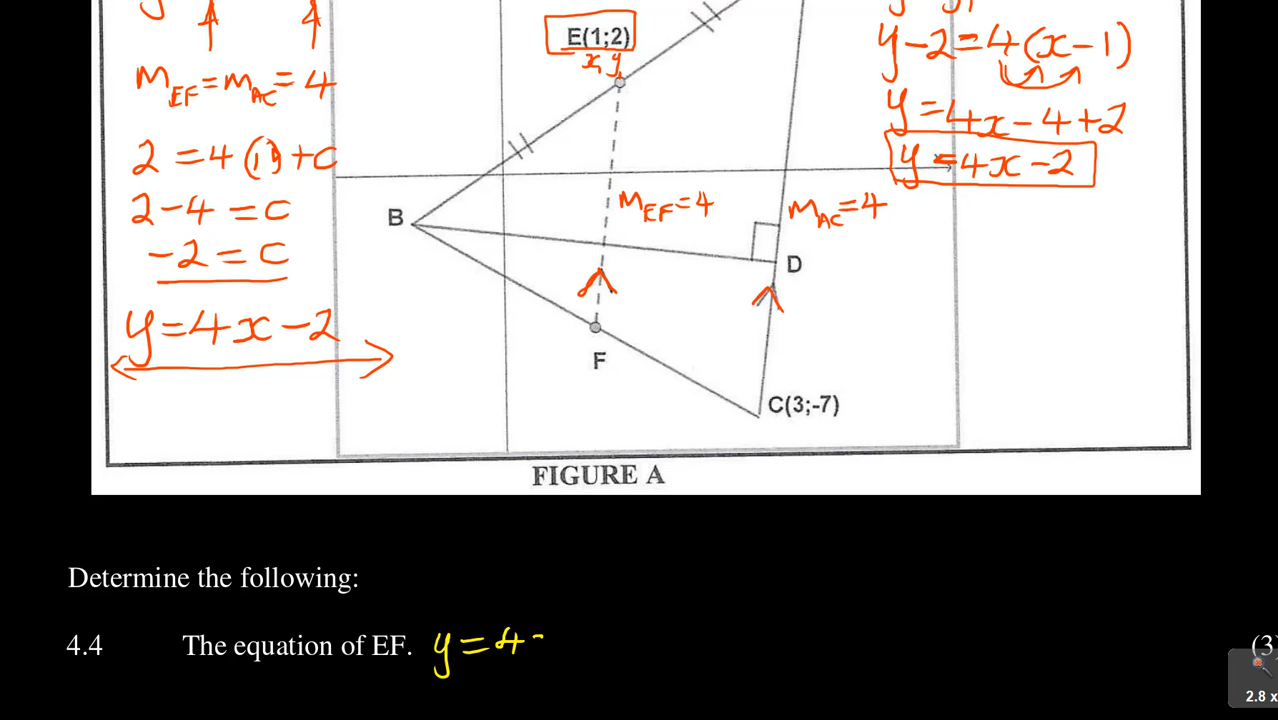 E(1;2)
x, y
y-2=4(x-1)
M_EF=M_AC=4
y=4x-4+2
2=4(1)+c
y=4x-2
2-4=c
B
M_EF=4
M_AC=4
-2=c
D
y=4x-2
F
C(3;-7)
FIGURE A
Determine the following:
4.4 The equation of EF. y=4- (3)
2.8 x